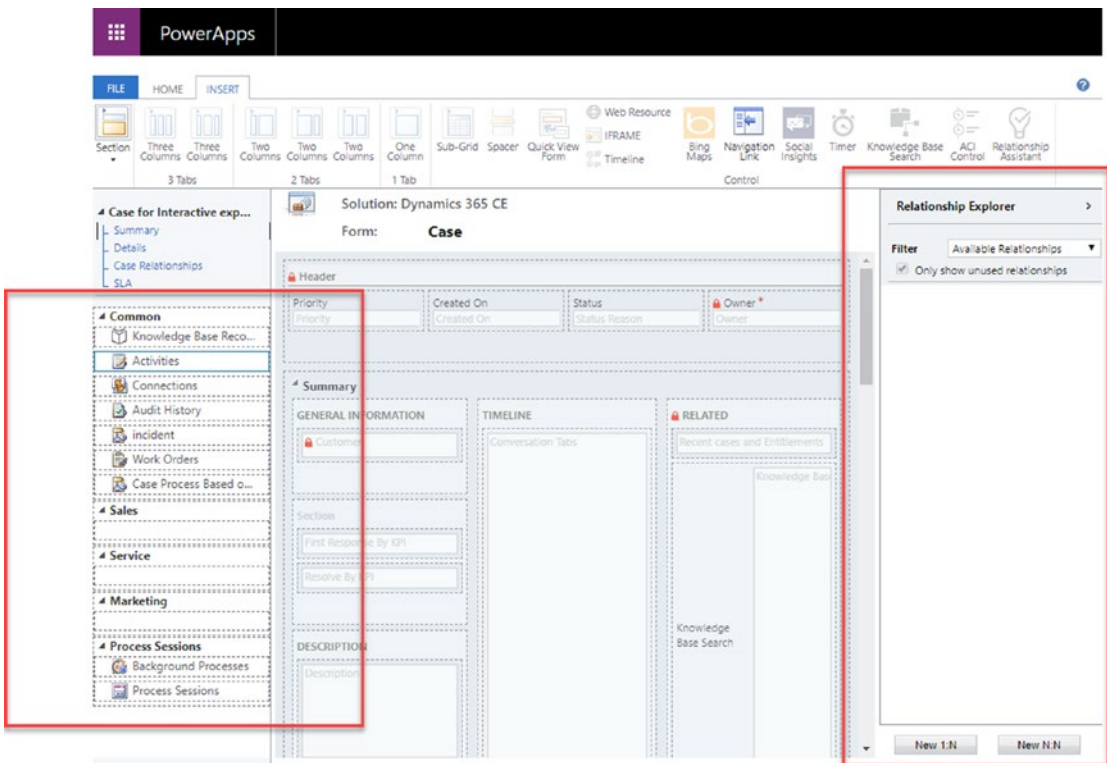 PowerApps
FILE HOME INSERT
Section
Three Columns
Three Columns
Two Columns
Two Columns
Two Columns
One Column
Sub-Grid
Spacer
Quick View Form
Web Resource
IFRAME
Timeline
Bing Maps
Navigation Link
Social Insights
Timer
Knowledge Base Search
ACI Control
Relationship Assistant
3 Tabs
2 Tabs
1 Tab
Control
Case for Interactive exp...
Summary
Details
Case Relationships
SLA
Common
Knowledge Base Reco...
Activities
Connections
Audit History
incident
Work Orders
Case Process Based o...
Sales
Service
Marketing
Process Sessions
Background Processes
Process Sessions
Solution: Dynamics 365 CE
Form: Case
Header
Priority
Priority
Created On
Created On
Status
Status Reason
Owner *
Owner
Summary
GENERAL INFORMATION
Customer
Section
First Response By KPI
Resolve By KPI
DESCRIPTION
Description
TIMELINE
Conversation Tabs
RELATED
Recent cases and Entitlements
Knowledge Bas
Knowledge
Base Search
Relationship Explorer
Filter Available Relationships
Only show unused relationships
New 1:N New N:N